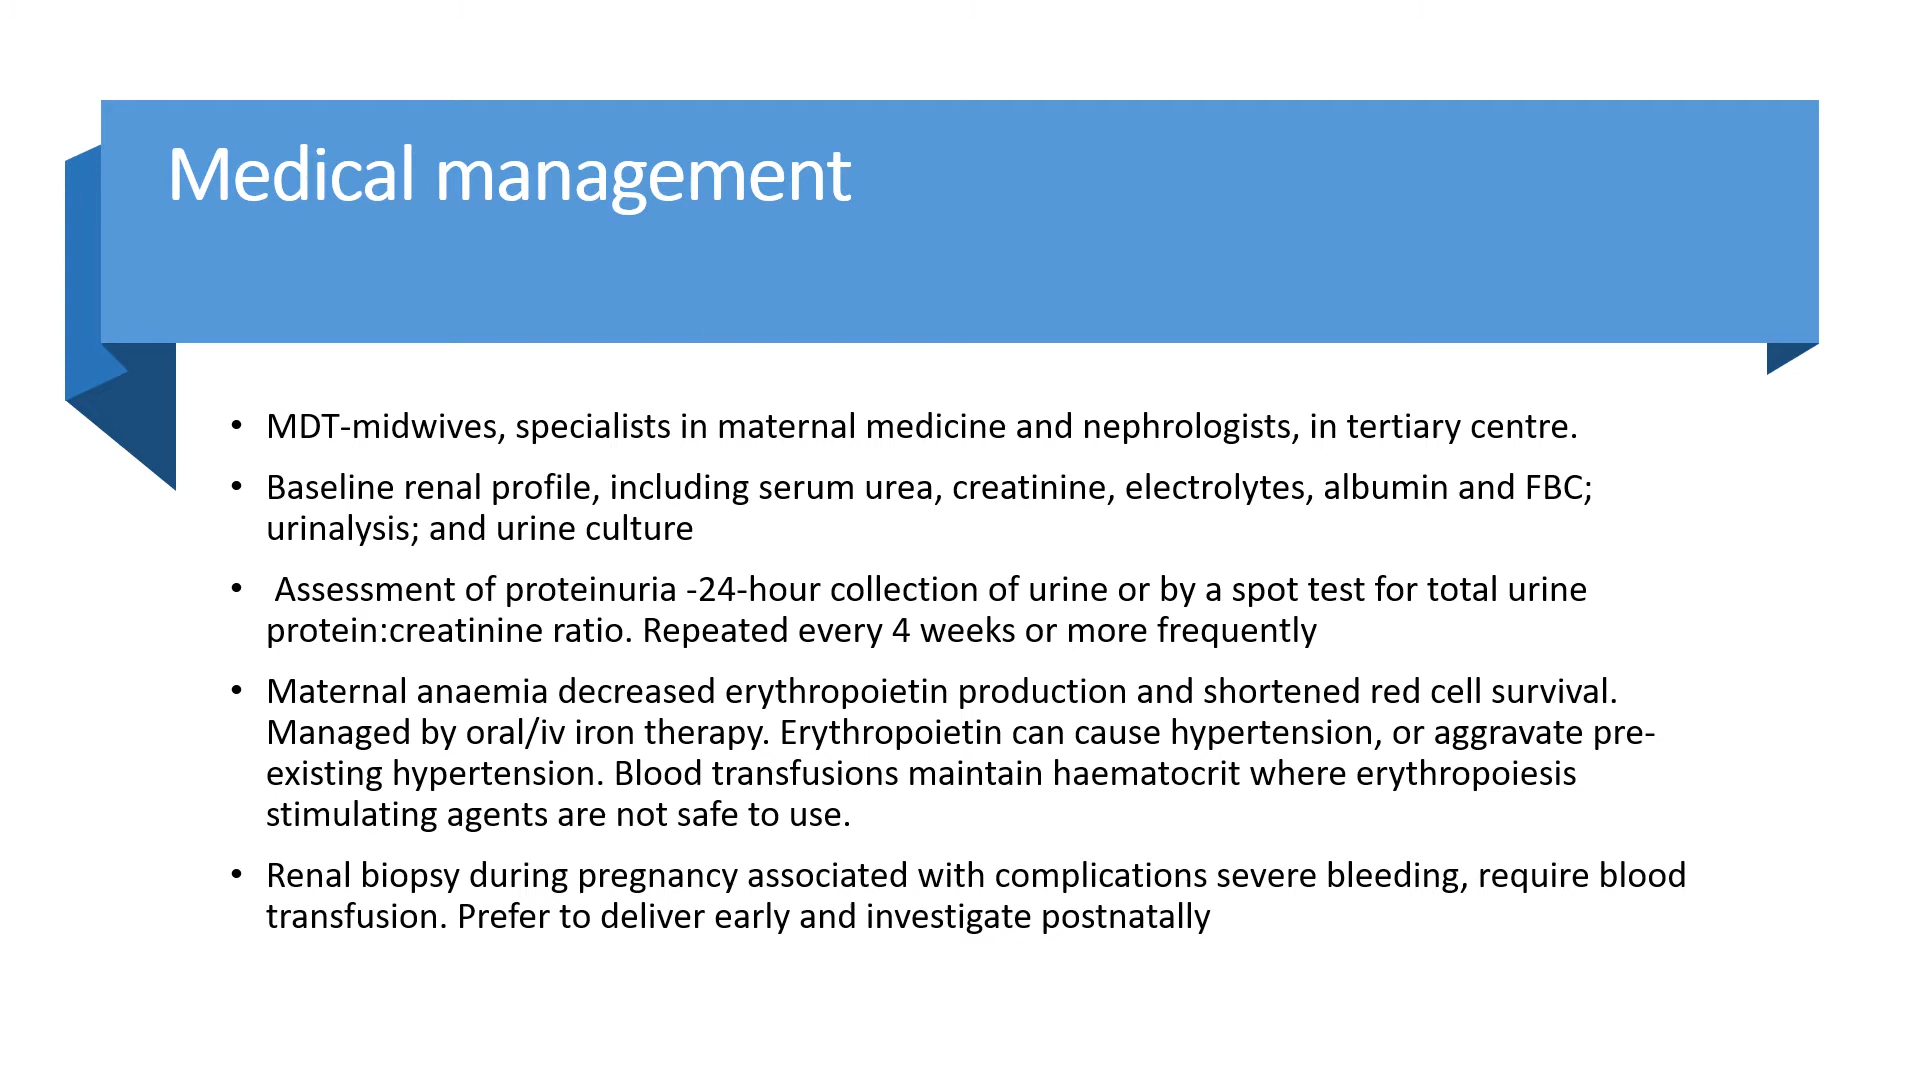 Medical management
• MDT-midwives, specialists in maternal medicine and nephrologists, in tertiary centre.
• Baseline renal profile, including serum urea, creatinine, electrolytes, albumin and FBC;
urinalysis; and urine culture
• Assessment of proteinuria -24-hour collection of urine or by a spot test for total urine
protein:creatinine ratio. Repeated every 4 weeks or more frequently
• Maternal anaemia decreased erythropoietin production and shortened red cell survival.
Managed by oral/iv iron therapy. Erythropoietin can cause hypertension, or aggravate pre-
existing hypertension. Blood transfusions maintain haematocrit where erythropoiesis
stimulating agents are not safe to use.
• Renal biopsy during pregnancy associated with complications severe bleeding, require blood
transfusion. Prefer to deliver early and investigate postnatally